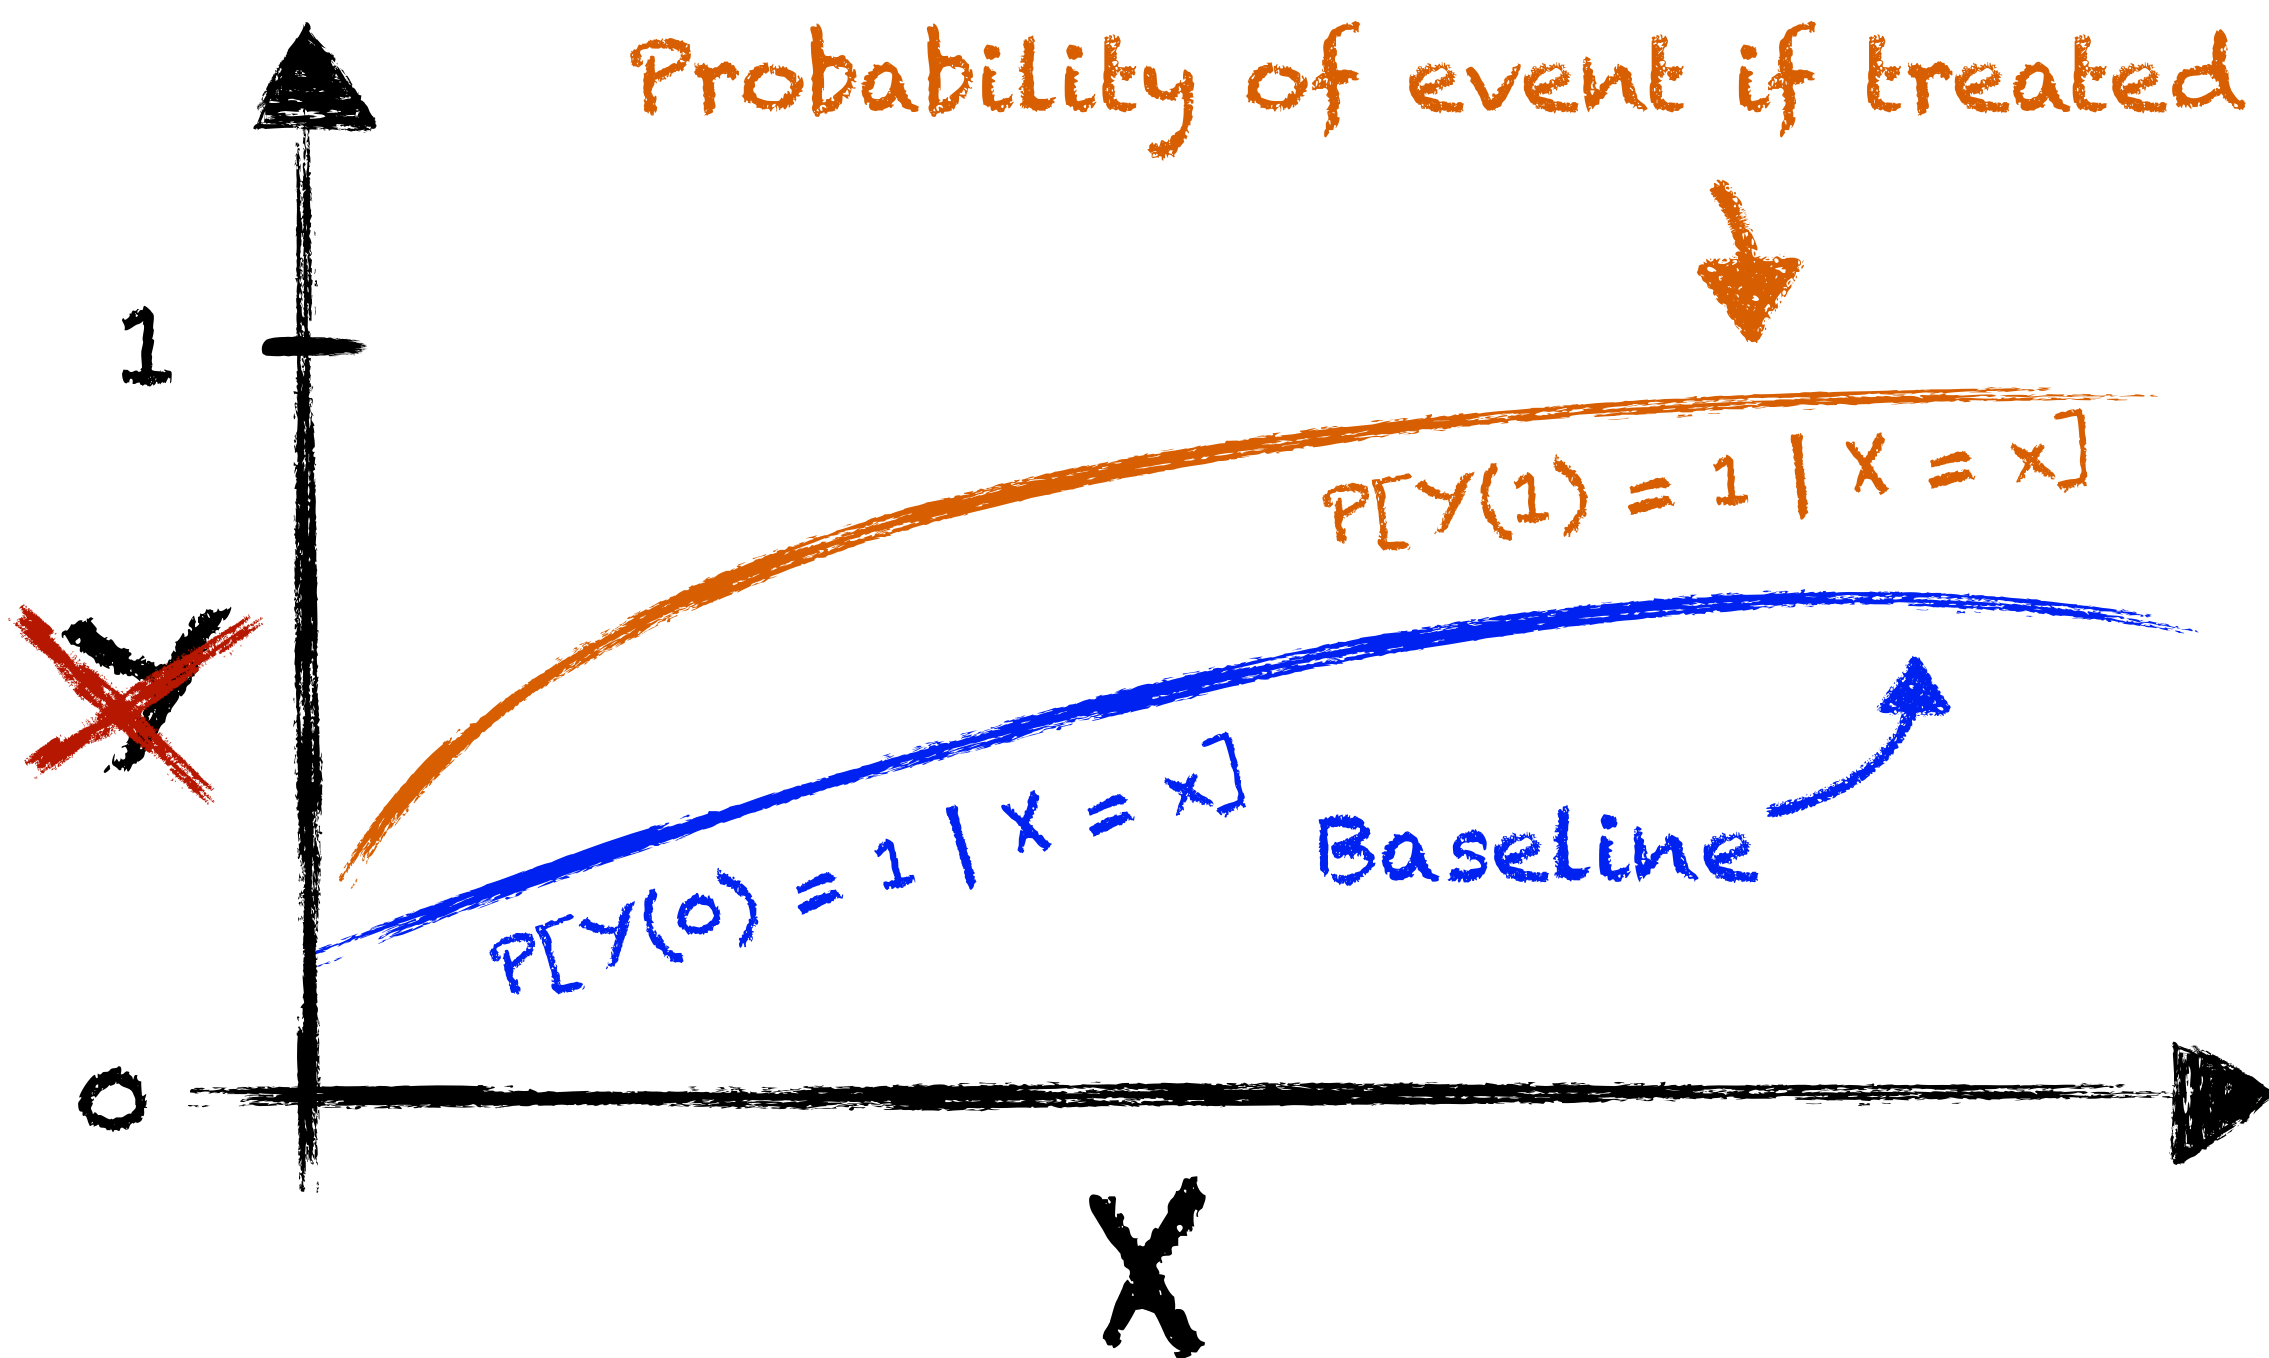 Probability of event if treated
1
P[Y(1) = 1 | X = x]
Y
P[Y(0) = 1 | X = x]
Baseline
0
X